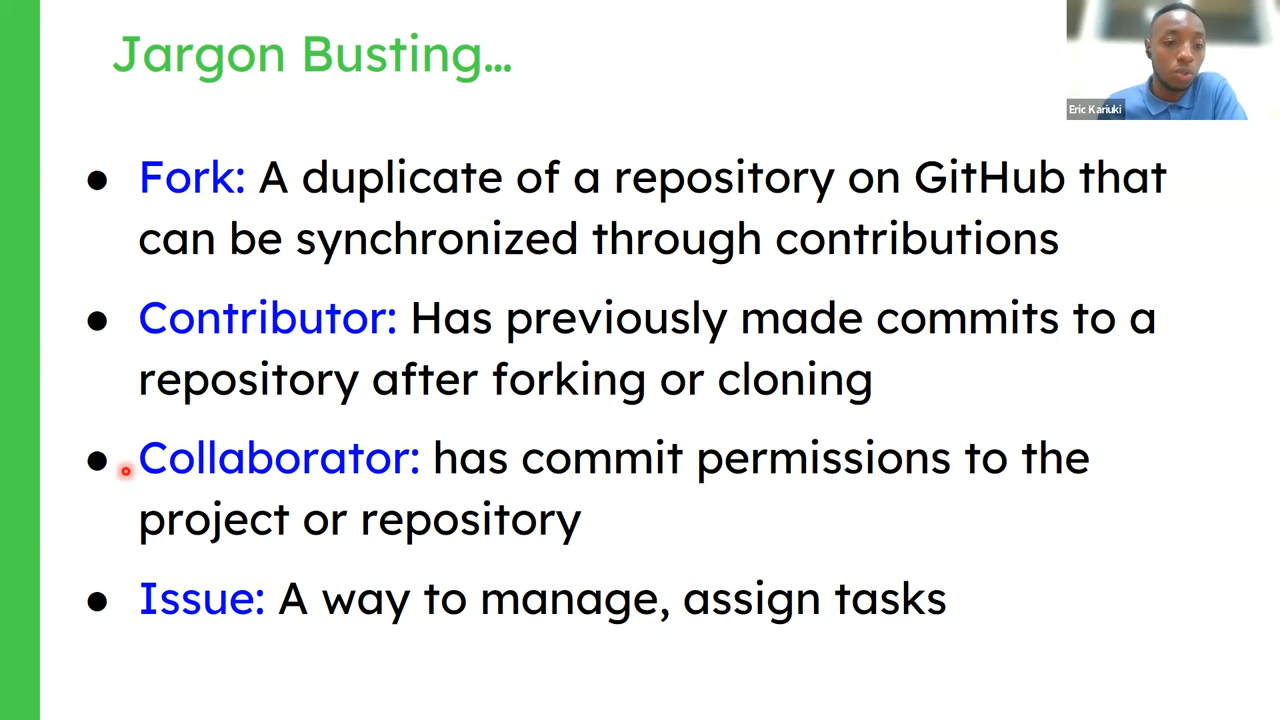 Jargon Busting...
Eric Kariuki
● Fork: A duplicate of a repository on GitHub that
can be synchronized through contributions
● Contributor: Has previously made commits to a
repository after forking or cloning
● Collaborator: has commit permissions to the
project or repository
● Issue: A way to manage, assign tasks